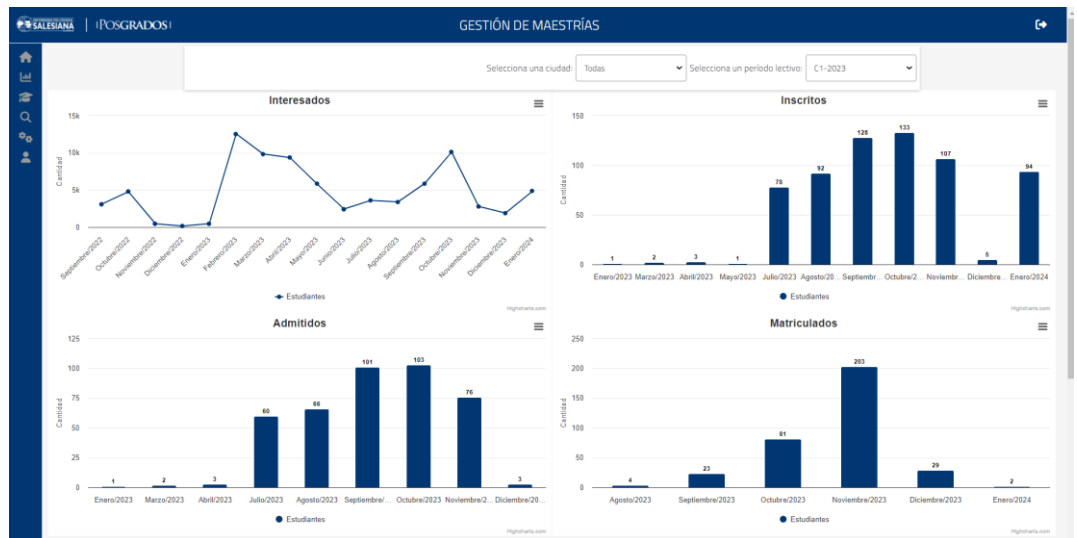 UNIVERSIDAD POLITÉCNICA
SALESIANA
POSGRADOS
GESTIÓN DE MAESTRÍAS
Selecciona una ciudad: Todas
Selecciona un período lectivo: C1-2023
Interesados
15k
10k
5k
0
Cantidad
Septiembre/2022
Octubre/2022
Noviembre/2022
Diciembre/2022
Enero/2023
Febrero/2023
Marzo/2023
Abril/2023
Mayo/2023
Junio/2023
Julio/2023
Agosto/2023
Septiembre/2023
Octubre/2023
Noviembre/2023
Diciembre/2023
Enero/2024
Estudiantes
Highcharts.com
Inscritos
150
100
50
0
Cantidad
1
2
3
1
78
92
128
133
107
5
94
Enero/2023 Marzo/2023 Abril/2023 Mayo/2023 Julio/2023 Agosto/20... Septiembr... Octubre/2... Noviembr... Diciembre... Enero/2024
Estudiantes
Highcharts.com
Admitidos
125
100
75
50
25
0
Cantidad
1
2
3
60
66
101
103
76
3
Enero/2023 Marzo/2023 Abril/2023 Julio/2023 Agosto/2023 Septiembre/... Octubre/2023 Noviembre/2... Diciembre/20...
Estudiantes
Highcharts.com
Matriculados
250
200
150
100
50
0
Cantidad
4
23
81
203
29
2
Agosto/2023 Septiembre/2023 Octubre/2023 Noviembre/2023 Diciembre/2023 Enero/2024
Estudiantes
Highcharts.com